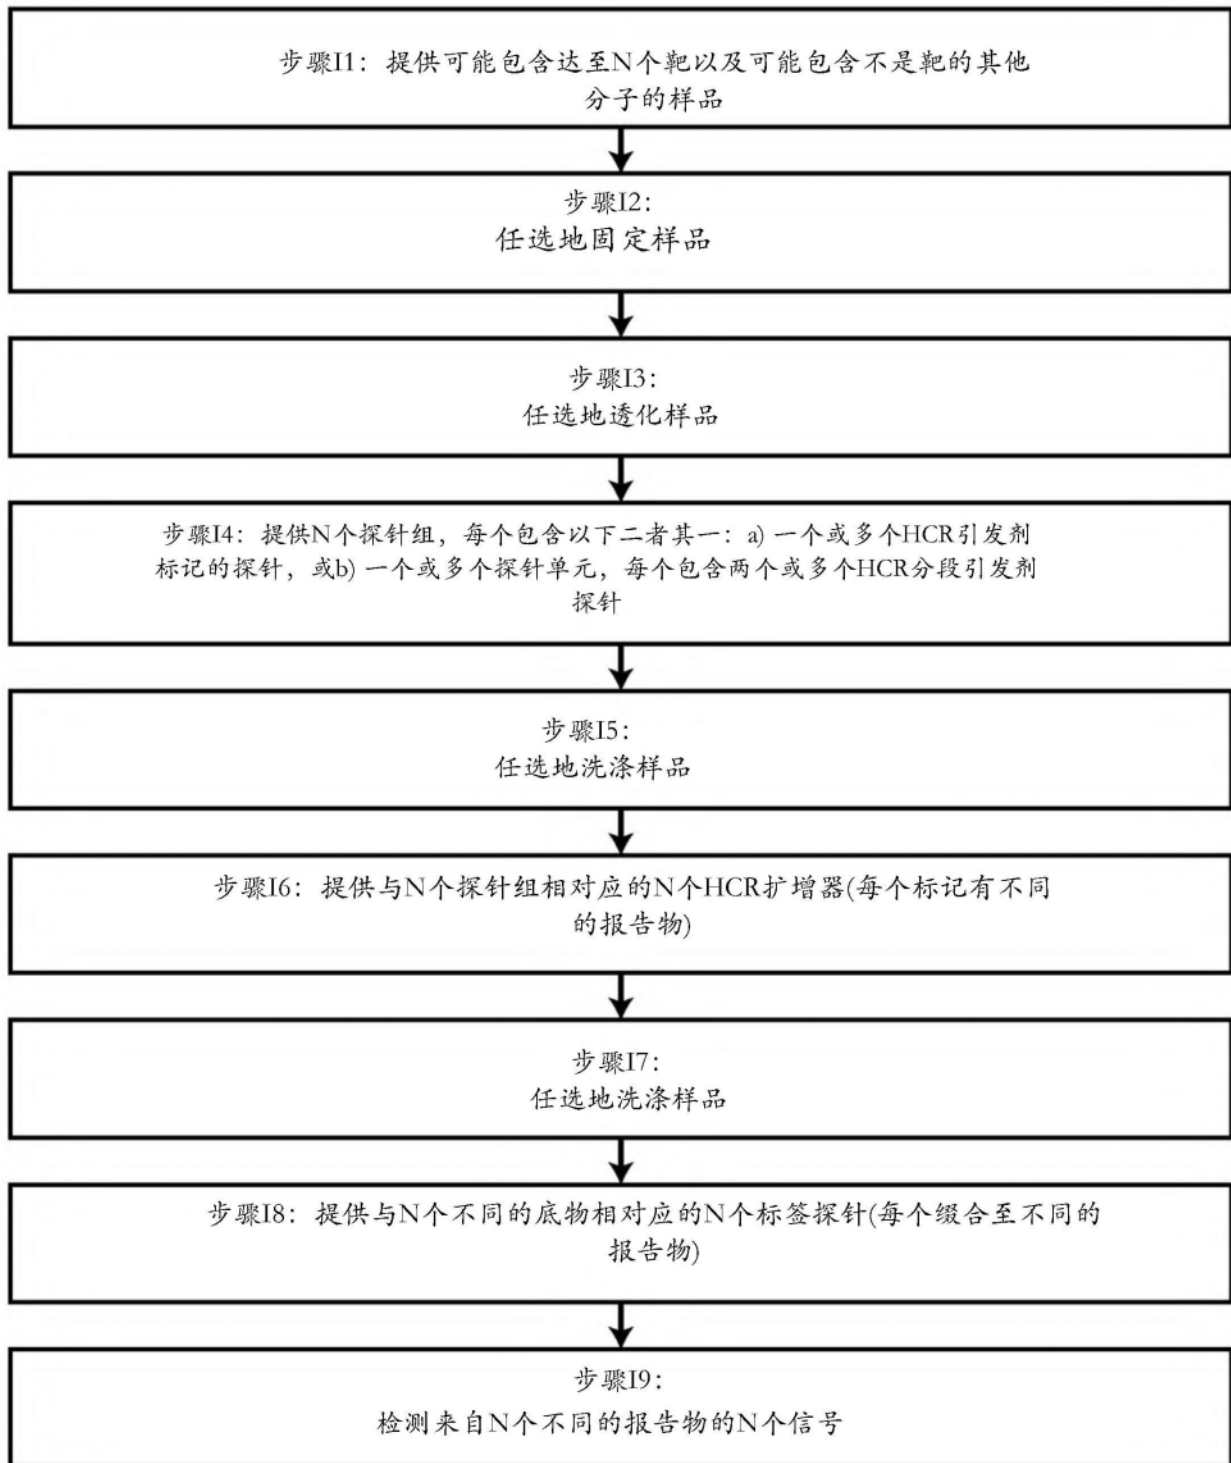 步骤I1：提供可能包含达至N个靶以及可能包含不是靶的其他
分子的样品
步骤I2：
任选地固定样品
步骤I3：
任选地透化样品
步骤I4：提供N个探针组，每个包含以下二者其一：a) 一个或多个HCR引发剂
标记的探针，或b) 一个或多个探针单元，每个包含两个或多个HCR分段引发剂
探针
步骤I5：
任选地洗涤样品
步骤I6：提供与N个探针组相对应的N个HCR扩增器(每个标记有不同
的报告物)
步骤I7：
任选地洗涤样品
步骤I8：提供与N个不同的底物相对应的N个标签探针(每个缀合至不同的
报告物)
步骤I9：
检测来自N个不同的报告物的N个信号